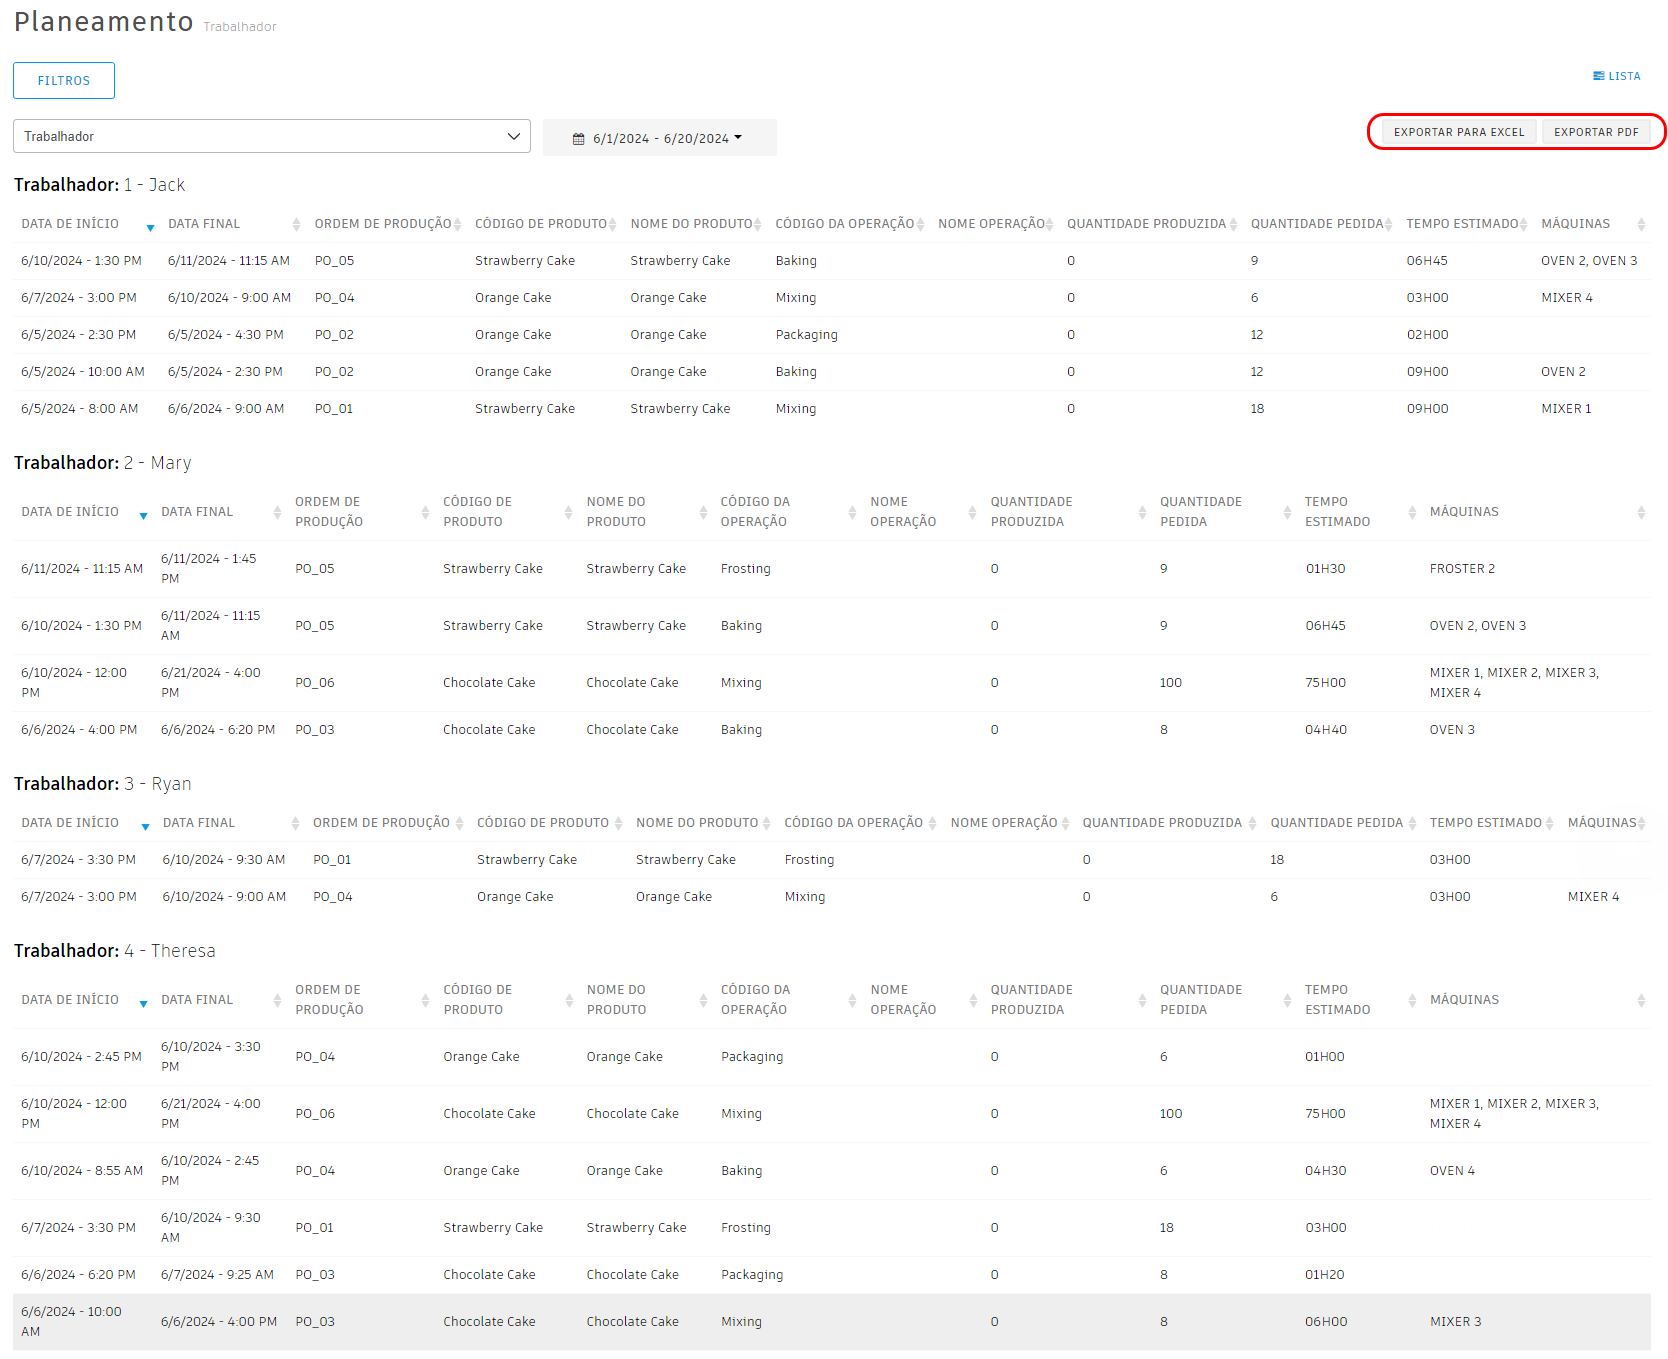 Planeamento Trabalhador
FILTROS
LISTA
Trabalhador 6/1/2024 - 6/20/2024 EXPORTAR PARA EXCEL EXPORTAR PDF
Trabalhador: 1 - Jack
DATA DE INÍCIO DATA FINAL ORDEM DE PRODUÇÃO CÓDIGO DE PRODUTO NOME DO PRODUTO CÓDIGO DA OPERAÇÃO NOME OPERAÇÃO QUANTIDADE PRODUZIDA QUANTIDADE PEDIDA TEMPO ESTIMADO MÁQUINAS
6/10/2024 - 1:30 PM 6/11/2024 - 11:15 AM PO_05 Strawberry Cake Strawberry Cake Baking 0 9 06H45 OVEN 2, OVEN 3
6/7/2024 - 3:00 PM 6/10/2024 - 9:00 AM PO_04 Orange Cake Orange Cake Mixing 0 6 03H00 MIXER 4
6/5/2024 - 2:30 PM 6/5/2024 - 4:30 PM PO_02 Orange Cake Orange Cake Packaging 0 12 02H00
6/5/2024 - 10:00 AM 6/5/2024 - 2:30 PM PO_02 Orange Cake Orange Cake Baking 0 12 09H00 OVEN 2
6/5/2024 - 8:00 AM 6/6/2024 - 9:00 AM PO_01 Strawberry Cake Strawberry Cake Mixing 0 18 09H00 MIXER 1
Trabalhador: 2 - Mary
DATA DE INÍCIO DATA FINAL ORDEM DE PRODUÇÃO CÓDIGO DE PRODUTO NOME DO PRODUTO CÓDIGO DA OPERAÇÃO NOME OPERAÇÃO QUANTIDADE PRODUZIDA QUANTIDADE PEDIDA TEMPO ESTIMADO MÁQUINAS
6/11/2024 - 11:15 AM 6/11/2024 - 1:45 PM PO_05 Strawberry Cake Strawberry Cake Frosting 0 9 01H30 FROSTER 2
6/10/2024 - 1:30 PM 6/11/2024 - 11:15 AM PO_05 Strawberry Cake Strawberry Cake Baking 0 9 06H45 OVEN 2, OVEN 3
6/10/2024 - 12:00 PM 6/21/2024 - 4:00 PM PO_06 Chocolate Cake Chocolate Cake Mixing 0 100 75H00 MIXER 1, MIXER 2, MIXER 3, MIXER 4
6/6/2024 - 4:00 PM 6/6/2024 - 6:20 PM PO_03 Chocolate Cake Chocolate Cake Baking 0 8 04H40 OVEN 3
Trabalhador: 3 - Ryan
DATA DE INÍCIO DATA FINAL ORDEM DE PRODUÇÃO CÓDIGO DE PRODUTO NOME DO PRODUTO CÓDIGO DA OPERAÇÃO NOME OPERAÇÃO QUANTIDADE PRODUZIDA QUANTIDADE PEDIDA TEMPO ESTIMADO MÁQUINAS
6/7/2024 - 3:30 PM 6/10/2024 - 9:30 AM PO_01 Strawberry Cake Strawberry Cake Frosting 0 18 03H00
6/7/2024 - 3:00 PM 6/10/2024 - 9:00 AM PO_04 Orange Cake Orange Cake Mixing 0 6 03H00 MIXER 4
Trabalhador: 4 - Theresa
DATA DE INÍCIO DATA FINAL ORDEM DE PRODUÇÃO CÓDIGO DE PRODUTO NOME DO PRODUTO CÓDIGO DA OPERAÇÃO NOME OPERAÇÃO QUANTIDADE PRODUZIDA QUANTIDADE PEDIDA TEMPO ESTIMADO MÁQUINAS
6/10/2024 - 2:45 PM 6/10/2024 - 3:30 PM PO_04 Orange Cake Orange Cake Packaging 0 6 01H00
6/10/2024 - 12:00 PM 6/21/2024 - 4:00 PM PO_06 Chocolate Cake Chocolate Cake Mixing 0 100 75H00 MIXER 1, MIXER 2, MIXER 3, MIXER 4
6/10/2024 - 8:55 AM 6/10/2024 - 2:45 PM PO_04 Orange Cake Orange Cake Baking 0 6 04H30 OVEN 4
6/7/2024 - 3:30 PM 6/10/2024 - 9:30 AM PO_01 Strawberry Cake Strawberry Cake Frosting 0 18 03H00
6/6/2024 - 6:20 PM 6/7/2024 - 9:25 AM PO_03 Chocolate Cake Chocolate Cake Packaging 0 8 01H20
6/6/2024 - 10:00 AM 6/6/2024 - 4:00 PM PO_03 Chocolate Cake Chocolate Cake Mixing 0 8 06H00 MIXER 3